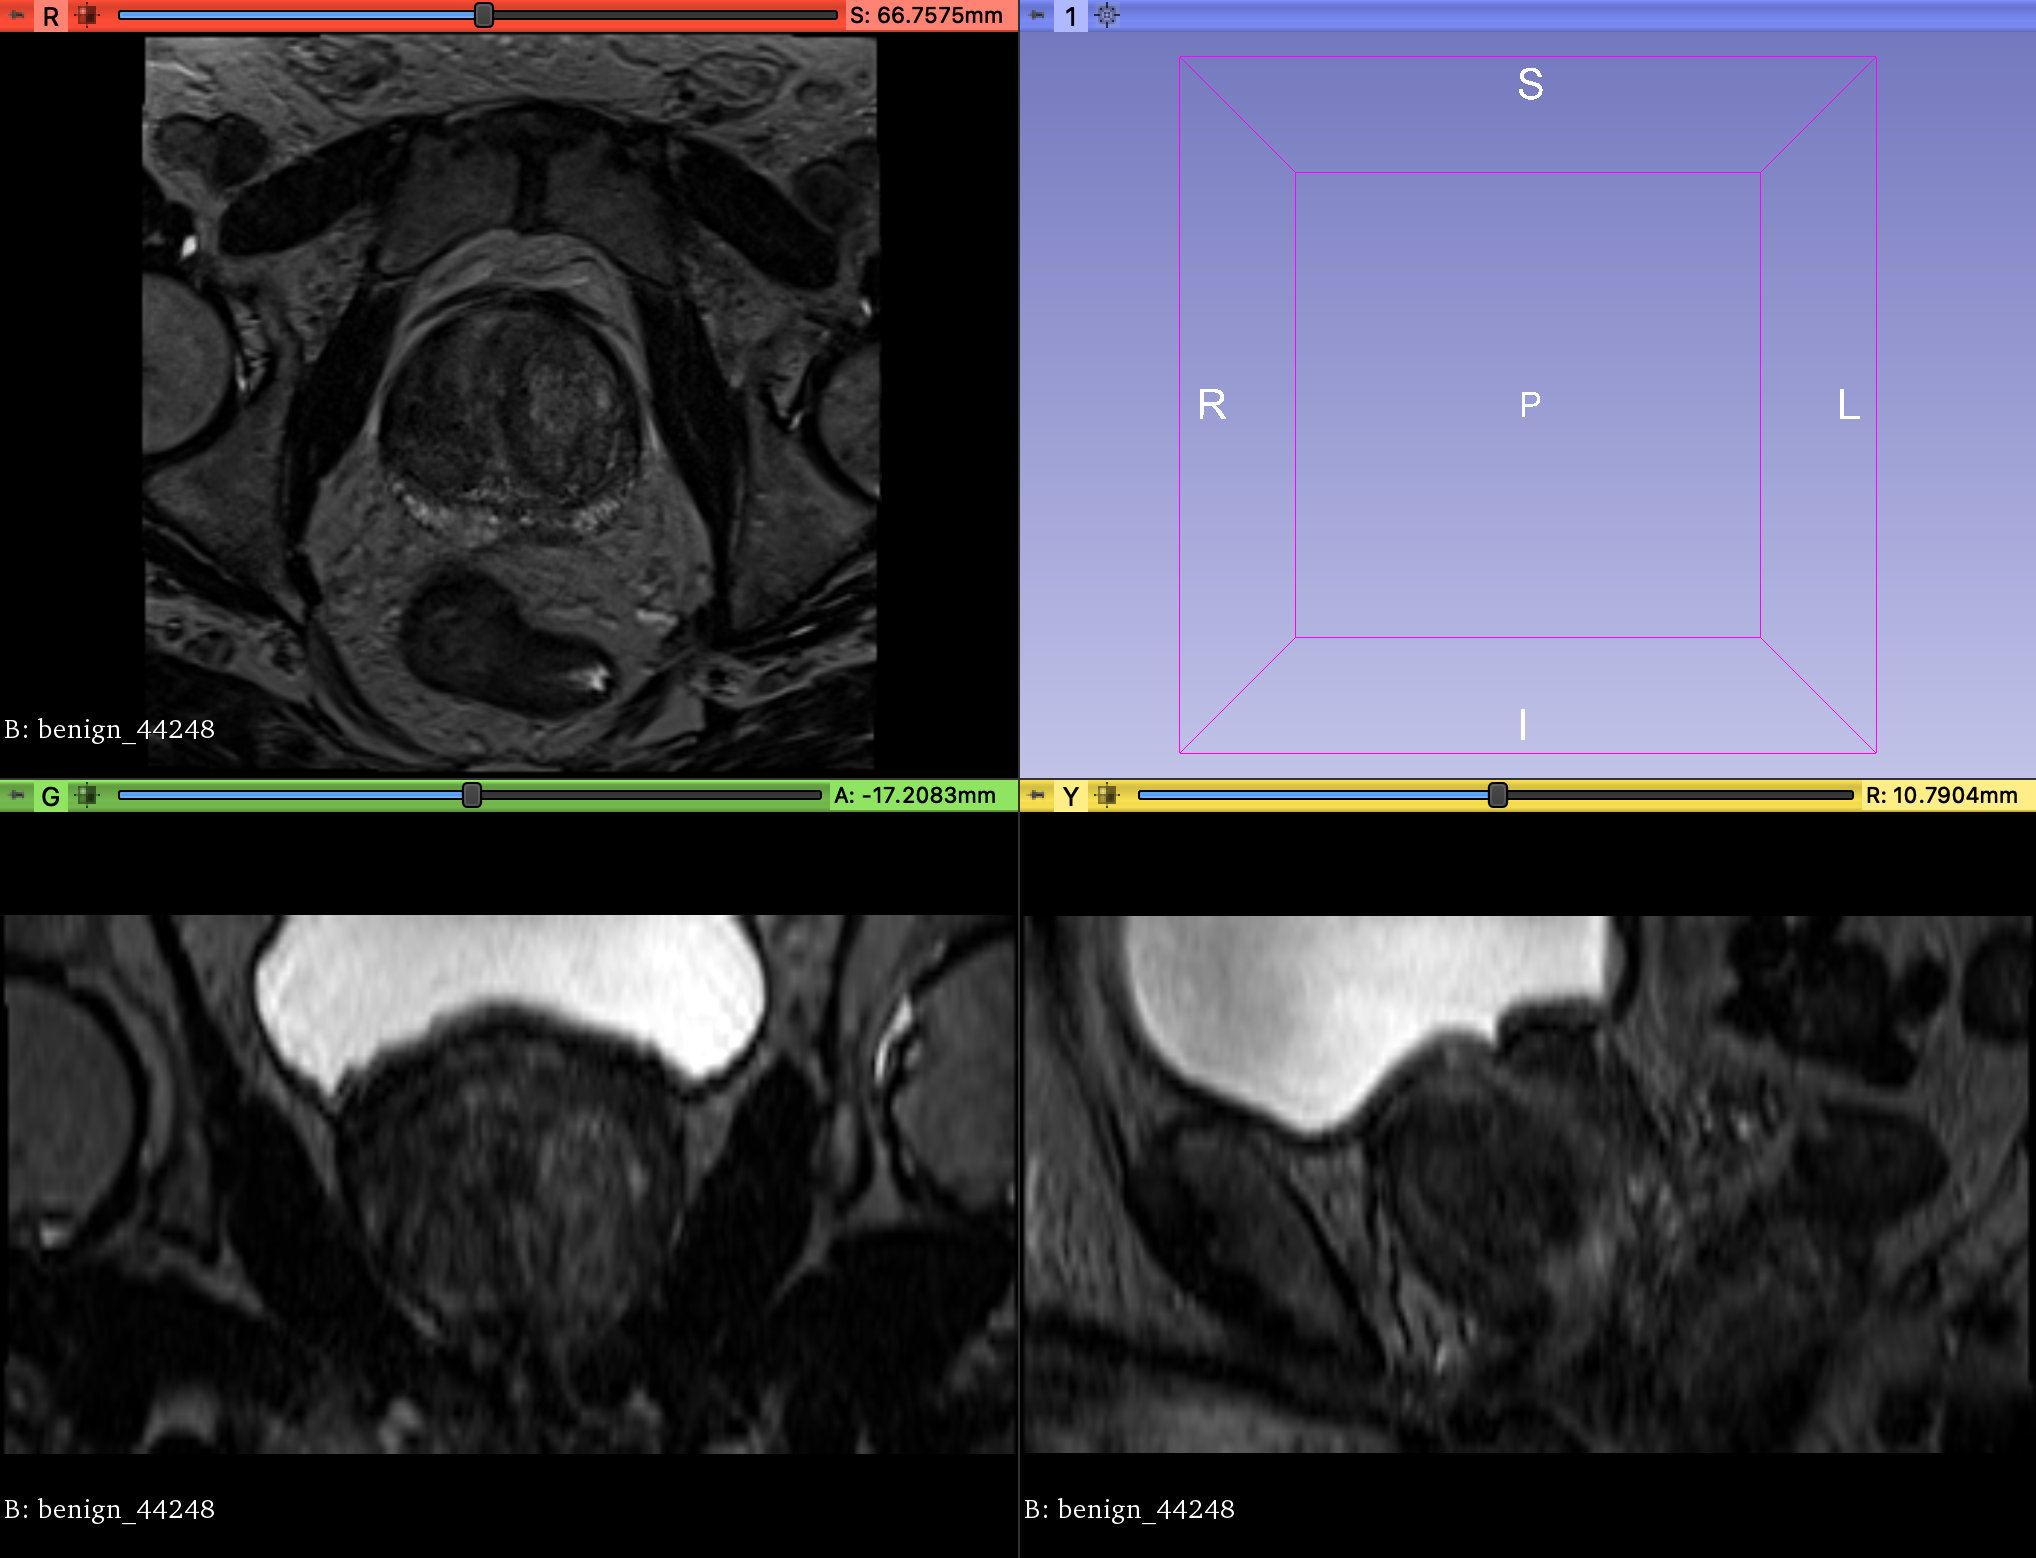 R S: 66.7575mm
1
S
R P L
I
B: benign_44248
G A: -17.2083mm
Y R: 10.7904mm
B: benign_44248
B: benign_44248